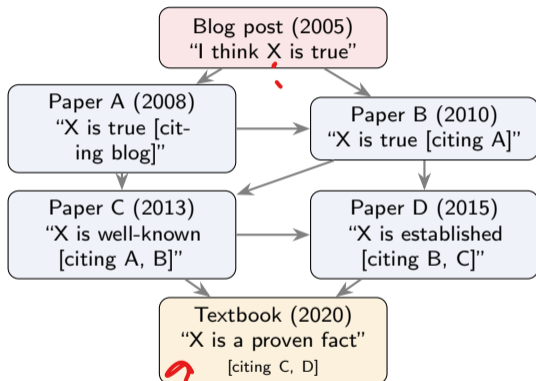 Blog post (2005)
“I think X is true”
Paper A (2008)
“X is true [cit-
ing blog]”
Paper B (2010)
“X is true [citing A]”
Paper C (2013)
“X is well-known
[citing A, B]”
Paper D (2015)
“X is established
[citing B, C]”
Textbook (2020)
“X is a proven fact”
[citing C, D]